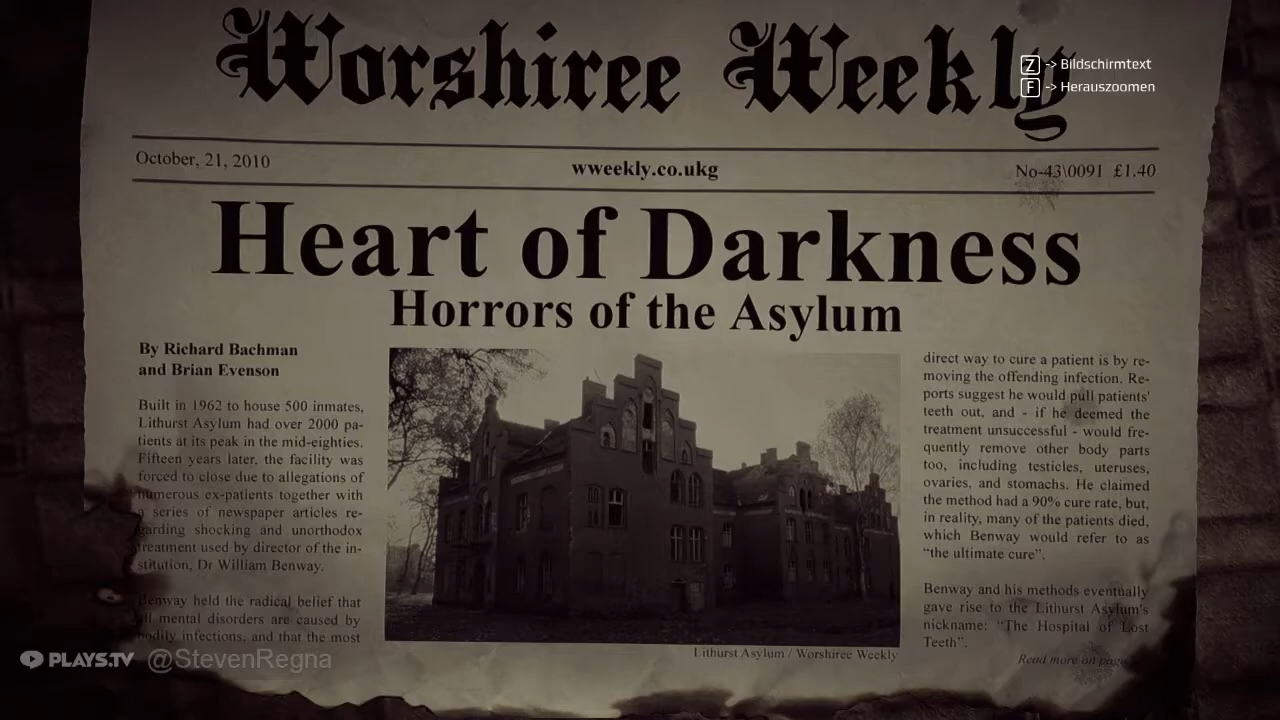 Worshiree Weekly
Z -> Bildschirmtext
F -> Herauszoomen
October, 21, 2010
wweekly.co.ukg
No-43\0091 £1.40
Heart of Darkness
Horrors of the Asylum
By Richard Bachman
and Brian Evenson
Built in 1962 to house 500 inmates,
Lithurst Asylum had over 2000 pa-
tients at its peak in the mid-eighties.
Fifteen years later, the facility was
forced to close due to allegations of
numerous ex-patients together with
a series of newspaper articles re-
garding shocking and unorthodox
treatment used by director of the in-
stitution, Dr William Benway.
Benway held the radical belief that
all mental disorders are caused by
bodily infections, and that the most
direct way to cure a patient is by re-
moving the offending infection. Re-
ports suggest he would pull patients'
teeth out, and - if he deemed the
treatment unsuccessful - would fre-
quently remove other body parts
too, including testicles, uteruses,
ovaries, and stomachs. He claimed
the method had a 90% cure rate, but,
in reality, many of the patients died,
which Benway would refer to as
“the ultimate cure”.
Benway and his methods eventually
gave rise to the Lithurst Asylum's
nickname: “The Hospital of Lost
Teeth”.
Read more on page
Lithurst Asylum / Worshiree Weekly
PLAYS.TV @StevenRegna